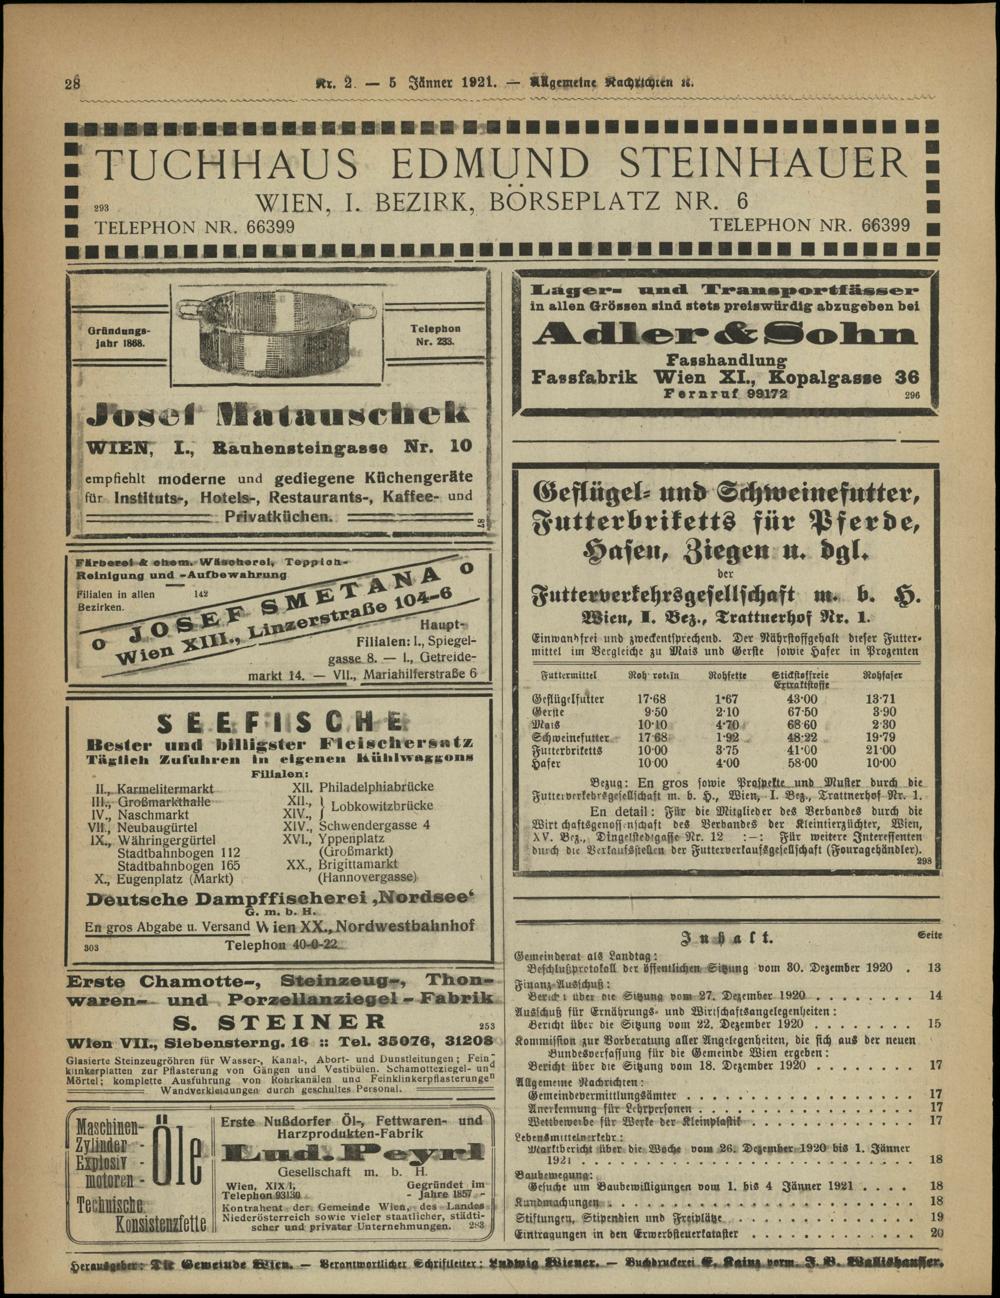 28
Nr. 2. — 5 Jänner 1921. — Allgemeine Nachrichten ꝛc.
TUCHHAUS EDMUND STEINHAUER
293
WIEN, I. BEZIRK, BÖRSEPLATZ NR. 6
TELEPHON NR. 66399
TELEPHON NR. 66399
Gründungs-
jahr 1868.
Telephon
Nr. 233.
Josef Matauschek
WIEN, I., Rauhensteingasse Nr. 10
empfiehlt moderne und gediegene Küchengeräte
für Instituts-, Hotels-, Restaurants-, Kaffee- und
Privatküchen.
87
Färberei & chem. Wäscherei, Teppich-
Reinigung und -Aufbewahrung
Filialen in allen
Bezirken.
142
o JOSEF SMETANA o
Wien XIII., Linzerstraße 104–6
Haupt-
Filialen: I., Spiegel-
gasse 8. — I., Getreide-
markt 14. — VII., Mariahilferstraße 6
SEEFISCHE
Bester und billigster Fleischersatz
Täglich Zufuhren in eigenen Kühlwaggons
Filialen:
II., Karmelitermarkt
III., Großmarkthalle
IV., Naschmarkt
VII., Neubaugürtel
IX., Währingergürtel
Stadtbahnbogen 112
Stadtbahnbogen 165
X., Eugenplatz (Markt)
XII. Philadelphiabrücke
XII., }
XIV., } Lobkowitzbrücke
XIV., Schwendergasse 4
XVI., Yppenplatz
(Großmarkt)
XX., Brigittamarkt
(Hannovergasse)
Deutsche Dampffischerei ‚Nordsee‘
G. m. b. H.
En gros Abgabe u. Versand Wien XX., Nordwestbahnhof
303
Telephon 40-0-22
Erste Chamotte-, Steinzeug-, Thon-
waren- und Porzellanziegel-Fabrik
S. STEINER
253
Wien VII., Siebensterng. 16 :: Tel. 35076, 31208
Glasierte Steinzeugröhren für Wasser-, Kanal-, Abort- und Dunstleitungen; Fein-
klinkerplatten zur Pflasterung von Gängen und Vestibülen. Schamotteziegel- und
Mörtel; komplette Ausführung von Rohrkanälen und Feinklinkerpflasterungen
Wandverkleidungen durch geschultes Personal.
Maschinen-
Zylinder -
Explosiv -
motoren -
Öle
Technische
Konsistenzfette
Erste Nußdorfer Öl-, Fettwaren- und
Harzprodukten-Fabrik
Lud. Peyrl
Gesellschaft m. b. H.
Wien, XIX/1,
Telephon 93130
Gegründet im
- Jahre 1857 -
Kontrahent der Gemeinde Wien, des Landes
Niederösterreich sowie vieler staatlicher, städti-
scher und privater Unternehmungen.
283
Lager- und Transportfässer
in allen Grössen sind stets preiswürdig abzugeben bei
Adler & Sohn
Fasshandlung
Fassfabrik Wien XI., Kopalgasse 36
Fernruf 99172
296
Geflügel- und Schweinefutter,
Futterbriketts für Pferde,
Hasen, Ziegen u. dgl.
der
Futterverkehrsgesellschaft m. b. H.
Wien, I. Bez., Trattnerhof Nr. 1.
Einwandfrei und zweckentsprechend. Der Nährstoffgehalt dieser Futter-
mittel im Vergleiche zu Mais und Gerste sowie Hafer in Prozenten
Futtermittel Rohprotein Rohfette Stickstoffreie Extraktstoffe Rohfaser
Geflügelfutter 17·68 1·67 43·00 13·71
Gerste 9·50 2·10 67·50 3·90
Mais 10·10 4·70 68·60 2·30
Schweinefutter 17·68 1·92 48·22 19·79
Futterbriketts 10·00 3·75 41·00 21·00
Hafer 10·00 4·00 58·00 10·00
Bezug: En gros sowie Prospekte und Muster durch die
Futterverkehrsgesellschaft m. b. H., Wien, I. Bez., Trattnerhof Nr. 1.
En detail: Für die Mitglieder des Verbandes durch die
Wirtschaftsgenossenschaft des Verbandes der Kleintierzüchter, Wien,
XV. Bez., Dingelstedtgasse Nr. 12 :—: Für weitere Interessenten
durch die Verkaufsstellen der Futterverkaufsgesellschaft (Fouragehändler).
298
Inhalt.
Seite
Gemeinderat als Landtag:
Beschlußprotokoll der öffentlichen Sitzung vom 30. Dezember 1920 . 13
Finanz-Ausschuß:
Bericht über die Sitzung vom 27. Dezember 1920 . . . . . . . . 14
Ausschuß für Ernährungs- und Wirtschaftsangelegenheiten:
Bericht über die Sitzung vom 22. Dezember 1920 . . . . . . . . 15
Kommission zur Vorberatung aller Angelegenheiten, die sich aus der neuen
Bundesverfassung für die Gemeinde Wien ergeben:
Bericht über die Sitzung vom 18. Dezember 1920 . . . . . . . . 17
Allgemeine Nachrichten:
Gemeindevermittlungsämter . . . . . . . . 17
Anerkennung für Lehrpersonen . . . . . . . . 17
Wettbewerbe für Werke der Kleinplastik . . . . . . . . 17
Lebensmittelverkehr:
Marktbericht über die Woche vom 26. Dezember 1920 bis 1. Jänner
1921 . . . . . . . . 18
Baubewegung:
Gesuche um Baubewilligungen vom 1. bis 4 Jänner 1921 . . . . 18
Kundmachungen . . . . . . . . 18
Stiftungen, Stipendien und Freiplätze . . . . . . . . 19
Eintragungen in den Erwerbsteuerkataster . . . . . . . . 20
Herausgeber: Die Gemeinde Wien. — Verantwortlicher Schriftleiter: Ludwig Wiener. — Buchdruckerei E. Kainz vorm. J. B. Wallishausser.